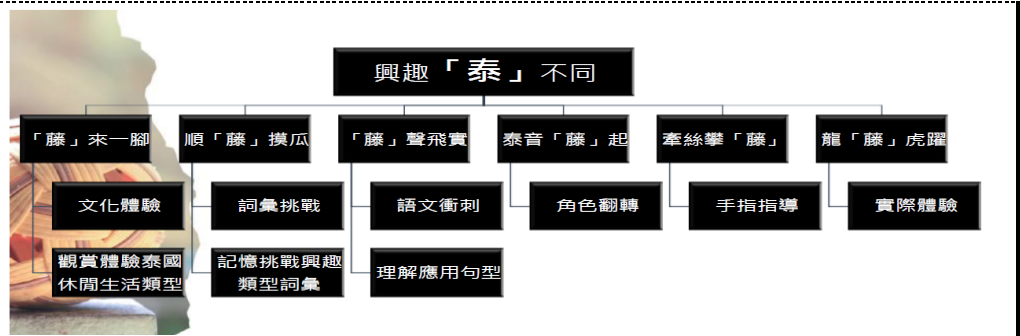 興趣「泰」不同
「藤」來一腳
順「藤」摸瓜
「藤」聲飛實
泰音「藤」起
牽絲攀「藤」
龍「藤」虎躍
文化體驗
詞彙挑戰
語文衝刺
角色翻轉
手指指導
實際體驗
觀賞體驗泰國
休閒生活類型
記憶挑戰興趣
類型詞彙
理解應用句型